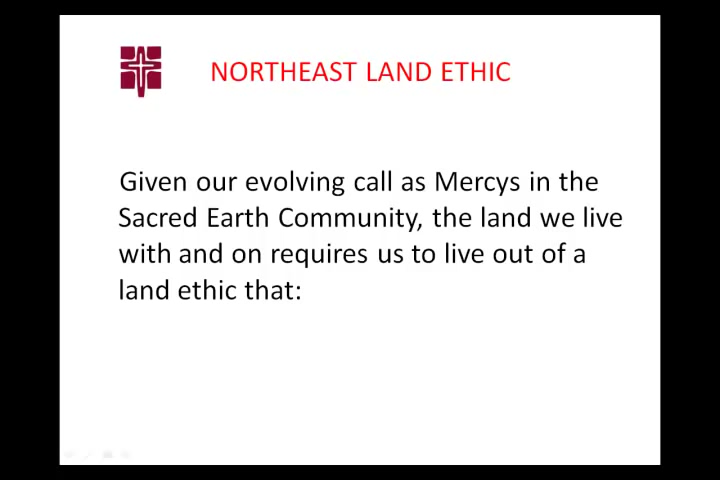 NORTHEAST LAND ETHIC
Given our evolving call as Mercys in the
Sacred Earth Community, the land we live
with and on requires us to live out of a
land ethic that: